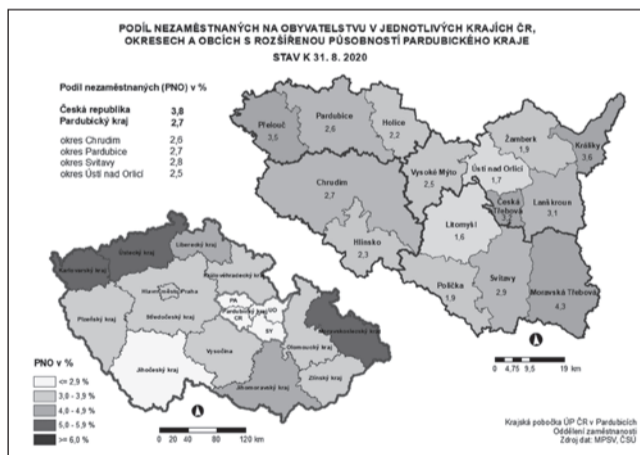 PODÍL NEZAMĚSTNANÝCH NA OBYVATELSTVU V JEDNOTLIVÝCH KRAJÍCH ČR,
OKRESECH A OBCÍCH S ROZŠÍŘENOU PŮSOBNOSTÍ PARDUBICKÉHO KRAJE
STAV K 31. 8. 2020
Podíl nezaměstnaných (PNO) v %
Česká republika 3,8
Pardubický kraj 2,7
okres Chrudim 2,6
okres Pardubice 2,7
okres Svitavy 2,8
okres Ústí nad Orlicí 2,5
Přelouč
3,5
Pardubice
2,6
Holice
2,2
Žamberk
1,9
Králíky
3,6
Vysoké Mýto
2,5
Ústí nad Orlicí
1,7
Chrudim
2,7
Česká
Třebová
Lanškroun
3,1
Litomyšl
1,6
Hlinsko
2,3
Polička
1,9
Svitavy
2,9
Moravská Třebová
4,3
Karlovarský kraj
Ústecký kraj
Liberecký kraj
Královéhradecký kraj
Hlavní město Praha
Plzeňský kraj
Středočeský kraj
PA
Pardubický kraj
CR
UO
SY
Moravskoslezský kraj
Olomoucký kraj
Vysočina
Jihočeský kraj
Jihomoravský kraj
Zlínský kraj
PNO v %
<= 2,9 %
3,0 - 3,9 %
4,0 - 4,9 %
5,0 - 5,9 %
>= 6,0 %
0 20 40 80 120 km
0 4,75 9,5 19 km
Krajská pobočka ÚP ČR v Pardubicích
Oddělení zaměstnanosti
Zdroj dat: MPSV, ČSÚ